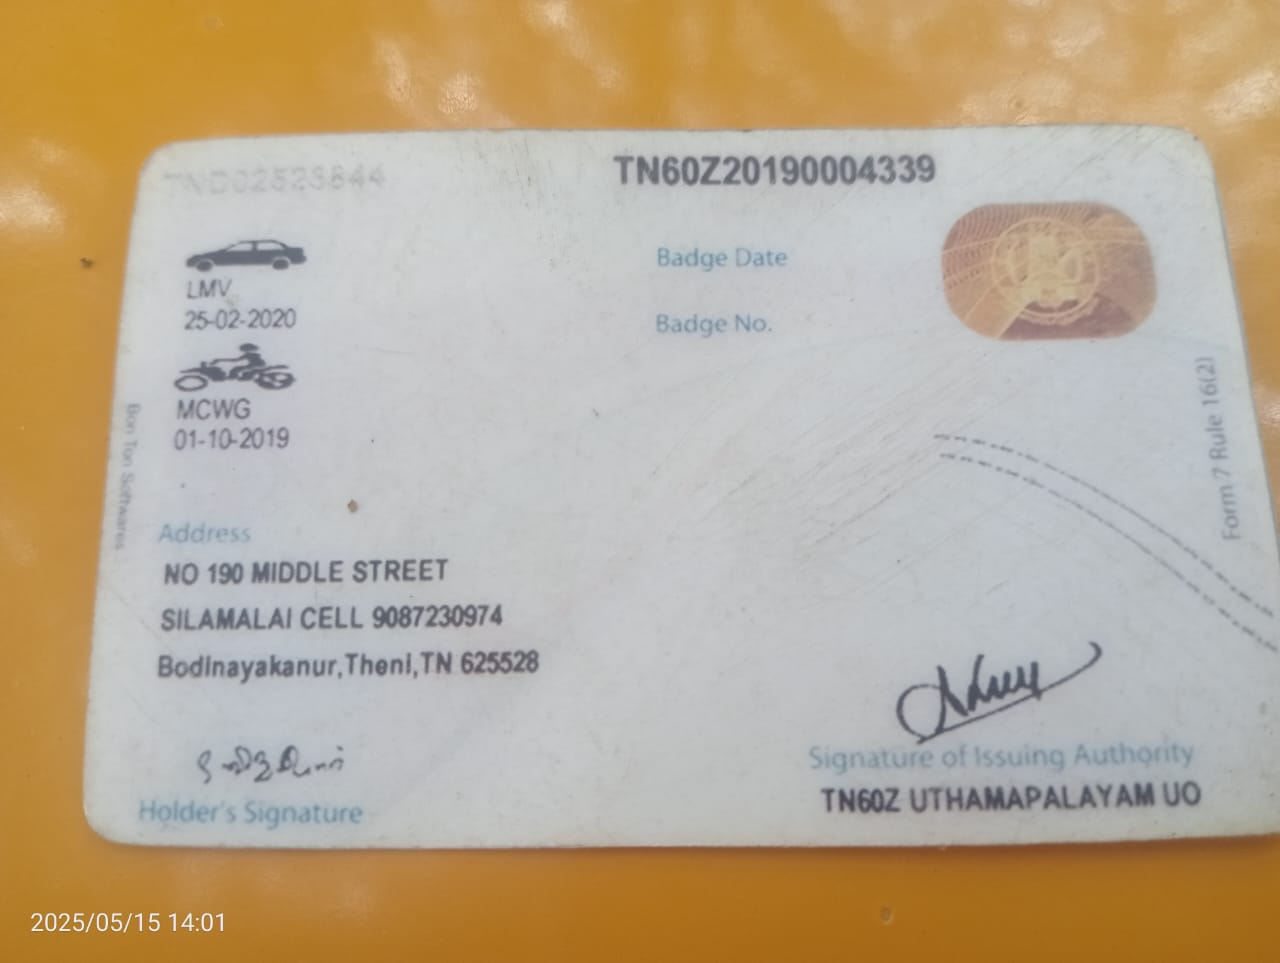 TN60Z20190004339
LMV
25-02-2020
MCWG
01-10-2019
Badge Date
Badge No.
Form 7 Rule 16(2)
Bon Ton Softwares
Address
NO 190 MIDDLE STREET
SILAMALAI CELL 9087230974
Bodinayakanur,Theni,TN 625528
Holder's Signature
Signature of Issuing Authority
TN60Z UTHAMAPALAYAM UO
2025/05/15 14:01